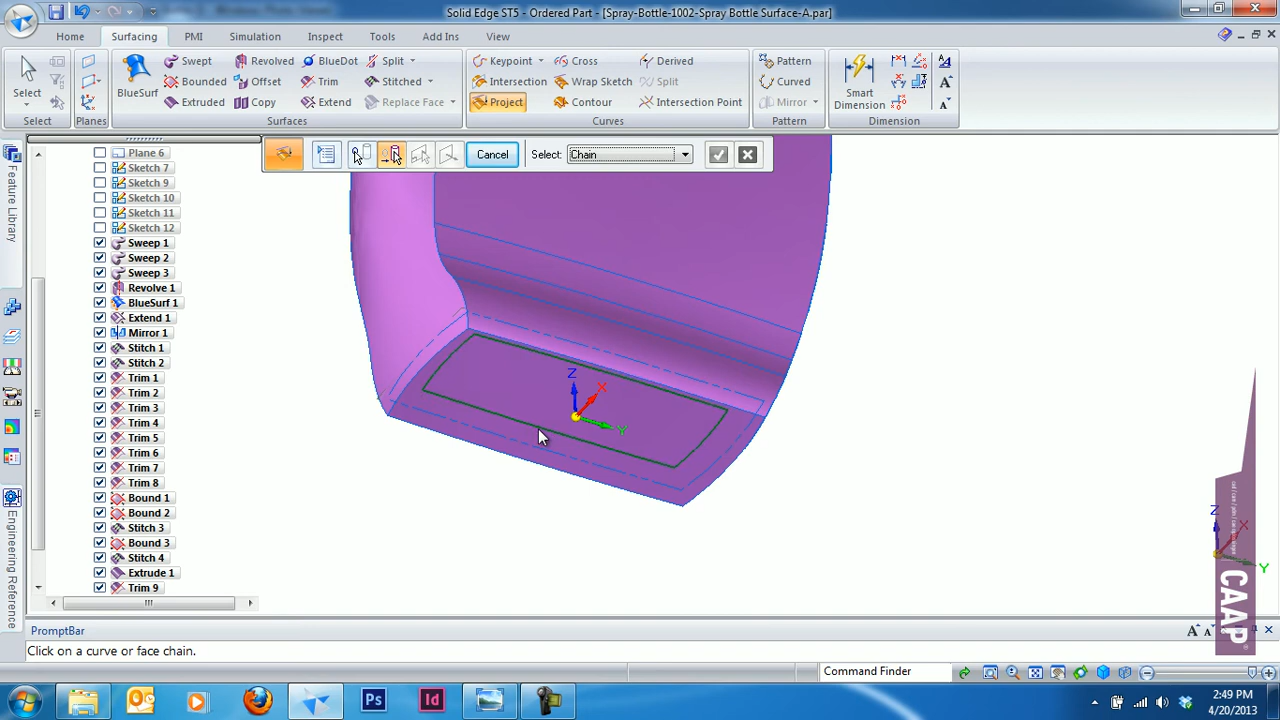 Solid Edge ST5 - Ordered Part - [Spray-Bottle-1002-Spray Bottle Surface-A.par]
Home Surfacing PMI Simulation Inspect Tools Add Ins View
Select
Select
Planes
BlueSurf
Swept Revolved BlueDot Split
Bounded Offset Trim Stitched
Extruded Copy Extend Replace Face
Surfaces
Keypoint Cross Derived
Intersection Wrap Sketch Split
Project Contour Intersection Point
Curves
Pattern
Curved
Mirror
Pattern
Smart
Dimension
Dimension
Cancel Select: Chain
Feature Library
Engineering Reference
Plane 6
Sketch 7
Sketch 9
Sketch 10
Sketch 11
Sketch 12
Sweep 1
Sweep 2
Sweep 3
Revolve 1
BlueSurf 1
Extend 1
Mirror 1
Stitch 1
Stitch 2
Trim 1
Trim 2
Trim 3
Trim 4
Trim 5
Trim 6
Trim 7
Trim 8
Bound 1
Bound 2
Stitch 3
Bound 3
Stitch 4
Extrude 1
Trim 9
Z
X
Y
Z
X
Y
CAAP
PromptBar
Click on a curve or face chain.
Command Finder
Ps
Id
2:49 PM
4/20/2013